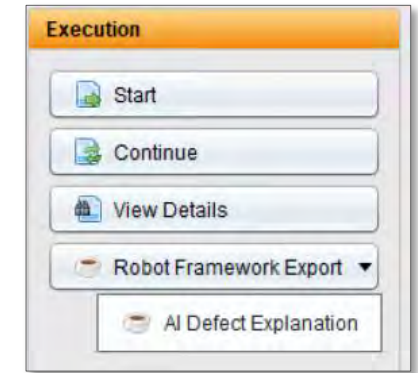 Execution
Start
Continue
View Details
Robot Framework Export
AI Defect Explanation